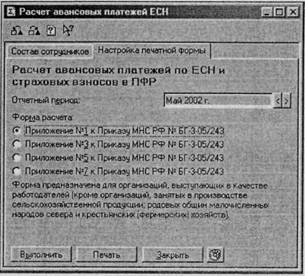 Расчет авансовых платежей ЕСН
Состав сотрудников Настройка печатной формы
Расчет авансовых платежей по ЕСН и
страховых взносов в ПФР
Отчетный период: Май 2002 г.
Форма расчета:
Приложение №1 к Приказу МНС РФ № БГ-3-05/243
Приложение №3 к Приказу МНС РФ № БГ-3-05/243
Приложение №5 к Приказу МНС РФ № БГ-3-05/243
Приложение №7 к Приказу МНС РФ № БГ-3-05/243
Форма предназначена для организаций, выступающих в качестве
работодателей (кроме организаций, занятых в производстве
сельскохозяйственной продукции, родовых общин малочисленных
народов севера и крестьянских (фермерских) хозяйств).
Выполнить Печать Закрыть